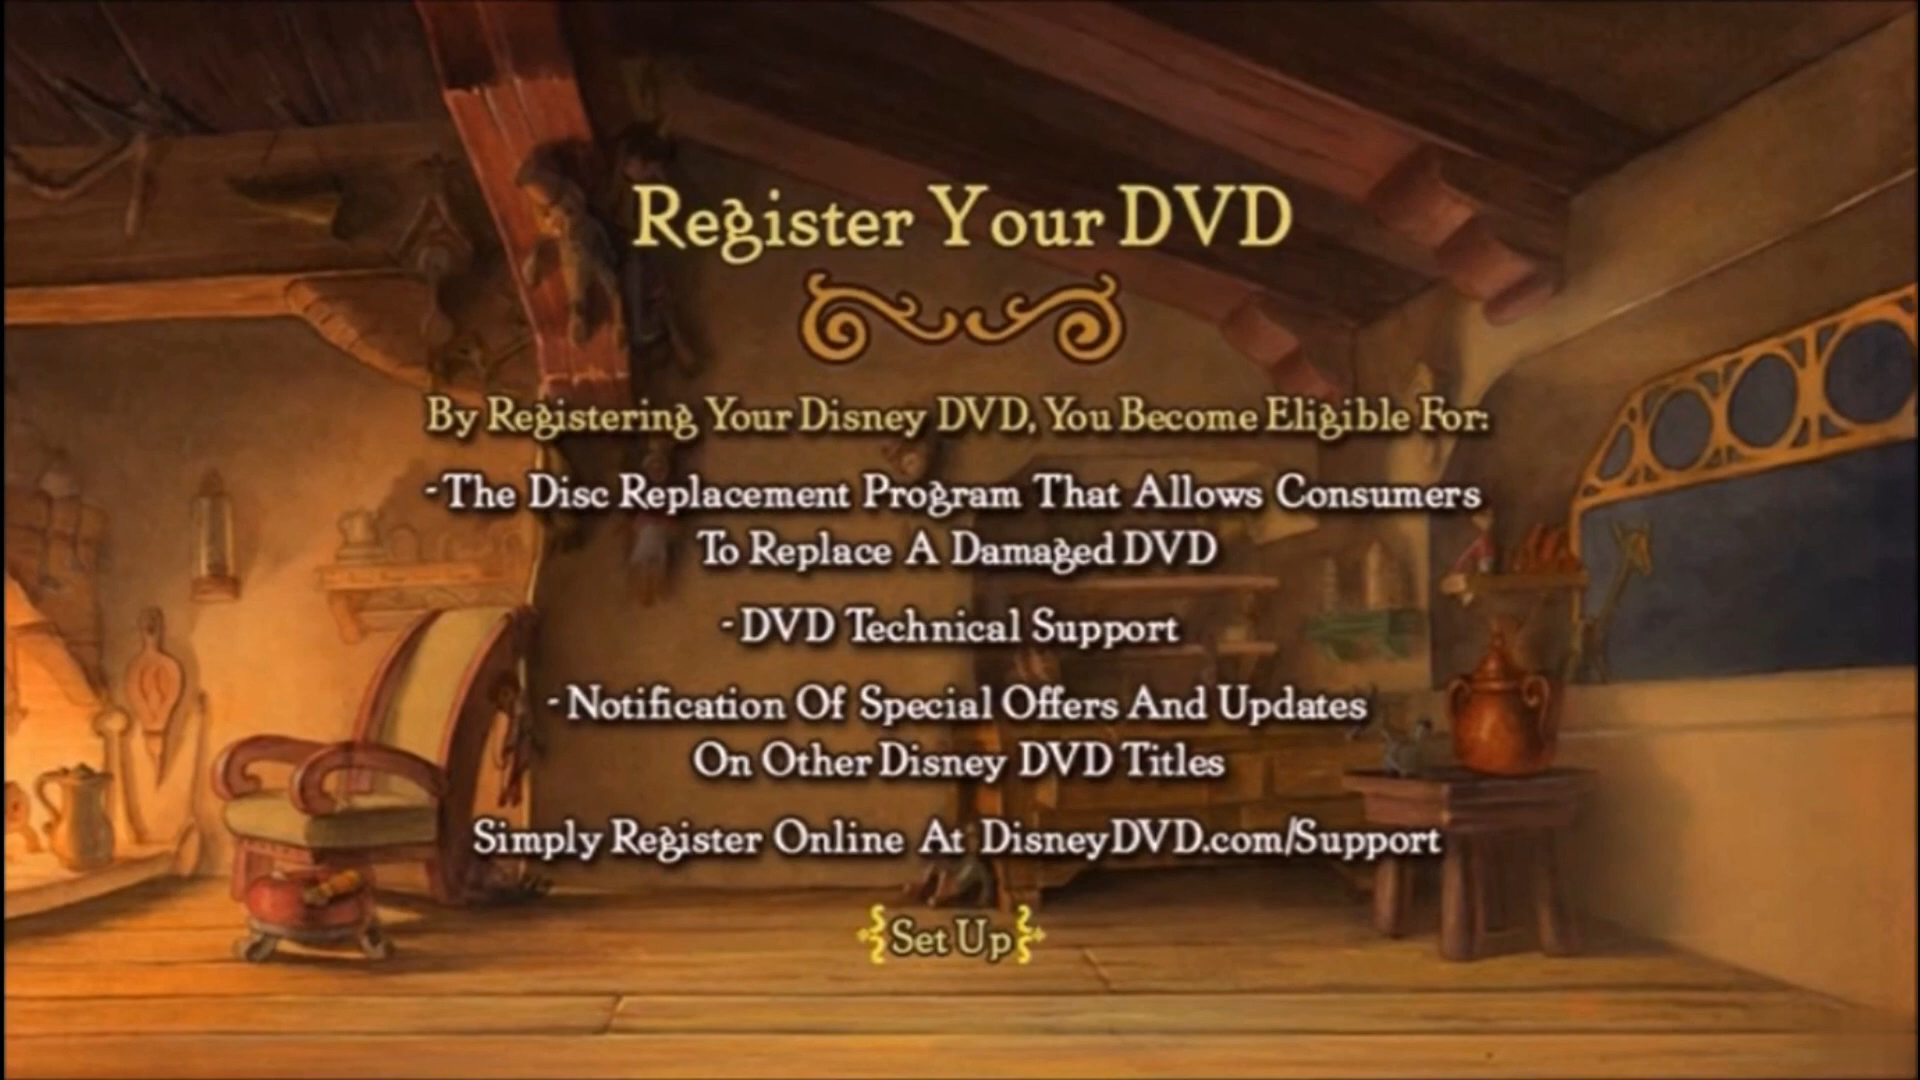 Register Your DVD
By Registering Your Disney DVD, You Become Eligible For:
- The Disc Replacement Program That Allows Consumers
To Replace A Damaged DVD
- DVD Technical Support
- Notification Of Special Offers And Updates
On Other Disney DVD Titles
Simply Register Online At DisneyDVD.com/Support
Set Up